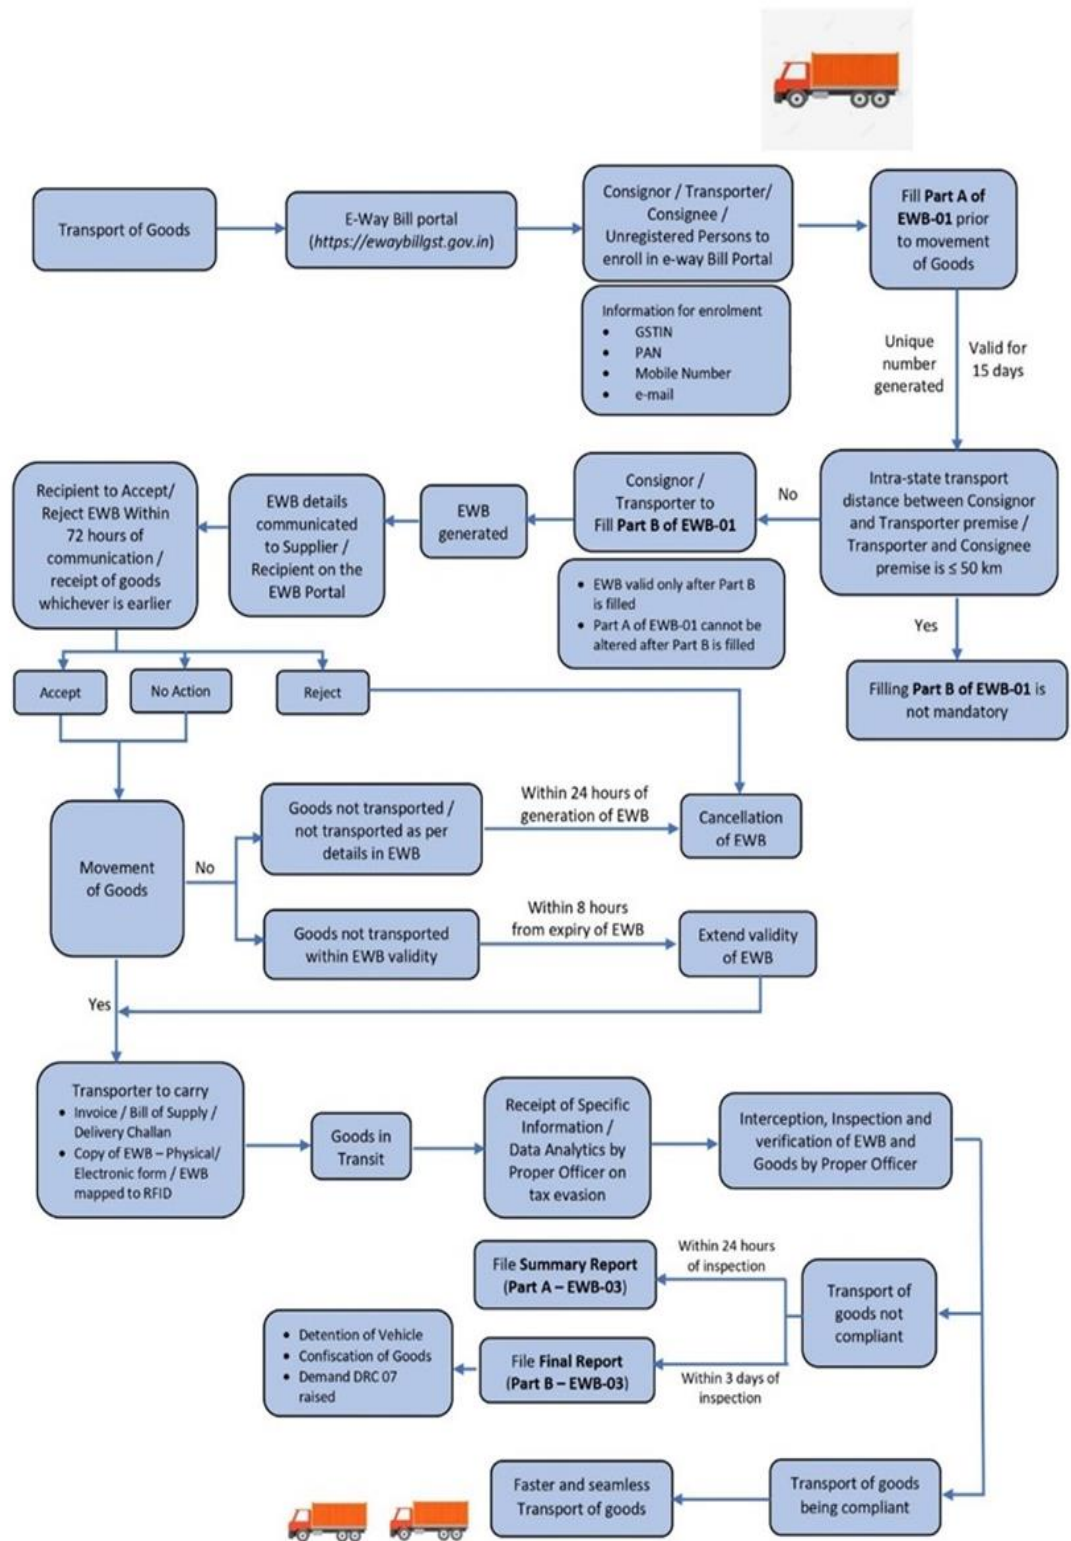 Transport of Goods
E-Way Bill portal
(https://ewaybillgst.gov.in)
Consignor / Transporter/
Consignee /
Unregistered Persons to
enroll in e-way Bill Portal
Fill Part A of
EWB-01 prior
to movement
of Goods
Information for enrolment
• GSTIN
• PAN
• Mobile Number
• e-mail
Unique
number
generated
Valid for
15 days
Recipient to Accept/
Reject EWB Within
72 hours of
communication /
receipt of goods
whichever is earlier
EWB details
communicated
to Supplier /
Recipient on the
EWB Portal
EWB
generated
Consignor /
Transporter to
Fill Part B of EWB-01
No
Intra-state transport
distance between Consignor
and Transporter premise /
Transporter and Consignee
premise is ≤ 50 km
• EWB valid only after Part B
is filled
• Part A of EWB-01 cannot be
altered after Part B is filled
Yes
Filling Part B of EWB-01 is
not mandatory
Accept
No Action
Reject
Movement
of Goods
No
Goods not transported /
not transported as per
details in EWB
Within 24 hours of
generation of EWB
Cancellation
of EWB
Goods not transported
within EWB validity
Within 8 hours
from expiry of EWB
Extend validity
of EWB
Yes
Transporter to carry
• Invoice / Bill of Supply /
Delivery Challan
• Copy of EWB – Physical/
Electronic form / EWB
mapped to RFID
Goods in
Transit
Receipt of Specific
Information /
Data Analytics by
Proper Officer on
tax evasion
Interception, Inspection and
verification of EWB and
Goods by Proper Officer
File Summary Report
(Part A – EWB-03)
Within 24 hours
of inspection
Transport of
goods not
compliant
• Detention of Vehicle
• Confiscation of Goods
• Demand DRC 07
raised
File Final Report
(Part B – EWB-03)
Within 3 days of
inspection
Faster and seamless
Transport of goods
Transport of goods
being compliant